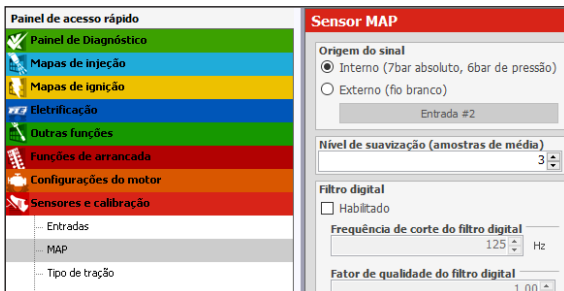 Painel de acesso rápido
Painel de Diagnóstico
Mapas de injeção
Mapas de ignição
Eletrificação
Outras funções
Funções de arrancada
Configurações do motor
Sensores e calibração
Entradas
MAP
Tipo de tração
Sensor MAP
Origem do sinal
Interno (7bar absoluto, 6bar de pressão)
Externo (fio branco)
Entrada #2
Nível de suavização (amostras de média)
3
Filtro digital
Habilitado
Frequência de corte do filtro digital
125 Hz
Fator de qualidade do filtro digital
1.00